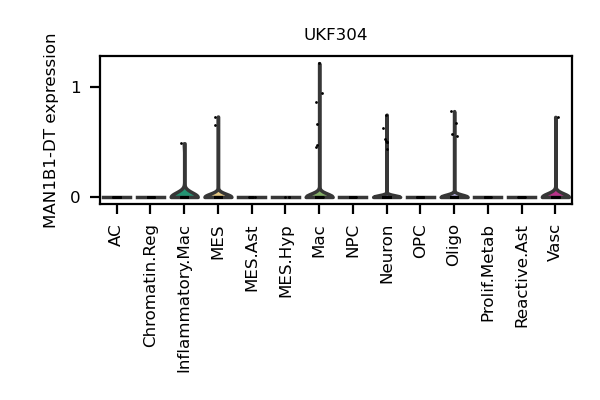 UKF304
MAN1B1-DT expression
1
0
AC
Chromatin.Reg
Inflammatory.Mac
MES
MES.Ast
MES.Hyp
Mac
NPC
Neuron
OPC
Oligo
Prolif.Metab
Reactive.Ast
Vasc